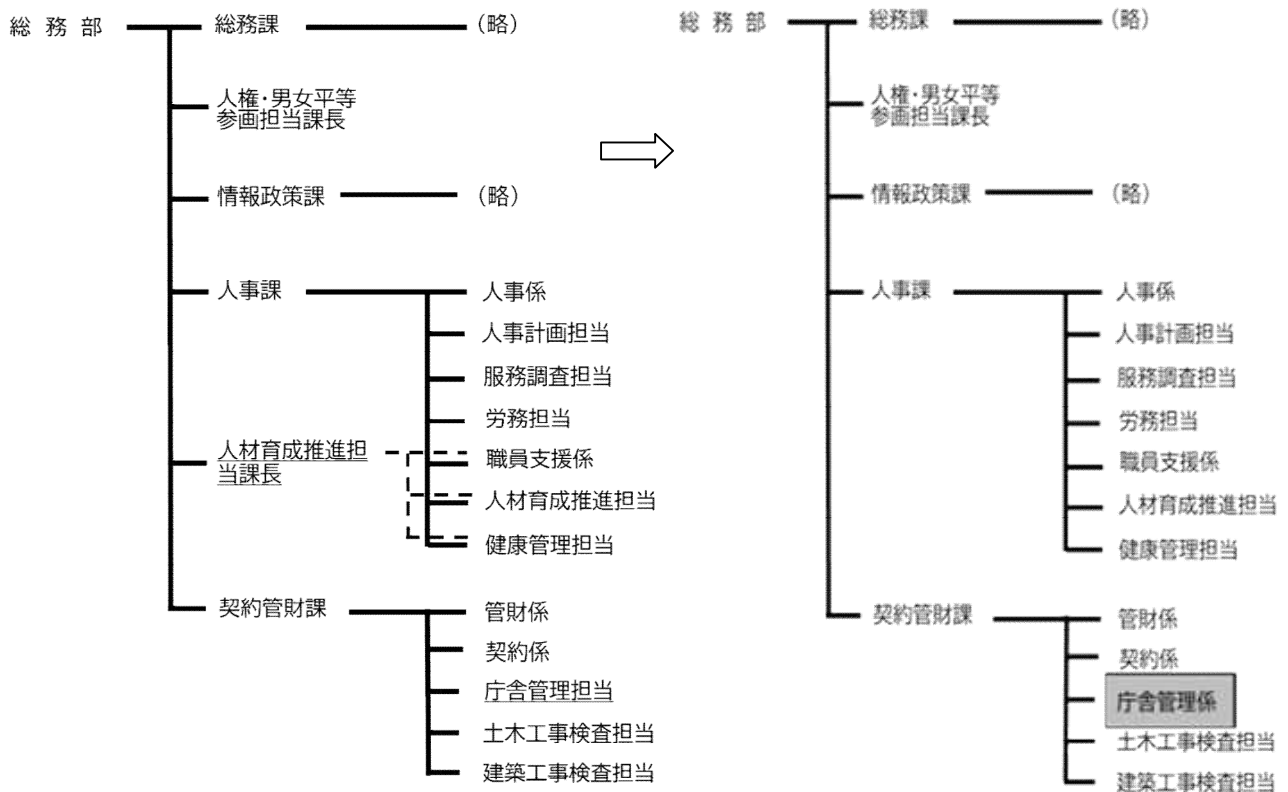 総務部
総務課
（略）
人権・男女平等
参画担当課長
情報政策課
（略）
人事課
人事係
人事計画担当
服務調査担当
労務担当
人材育成推進担
当課長
職員支援係
人材育成推進担当
健康管理担当
契約管財課
管財係
契約係
庁舎管理担当
土木工事検査担当
建築工事検査担当
総務部
総務課
（略）
人権・男女平等
参画担当課長
情報政策課
（略）
人事課
人事係
人事計画担当
服務調査担当
労務担当
職員支援係
人材育成推進担当
健康管理担当
契約管財課
管財係
契約係
庁舎管理係
土木工事検査担当
建築工事検査担当